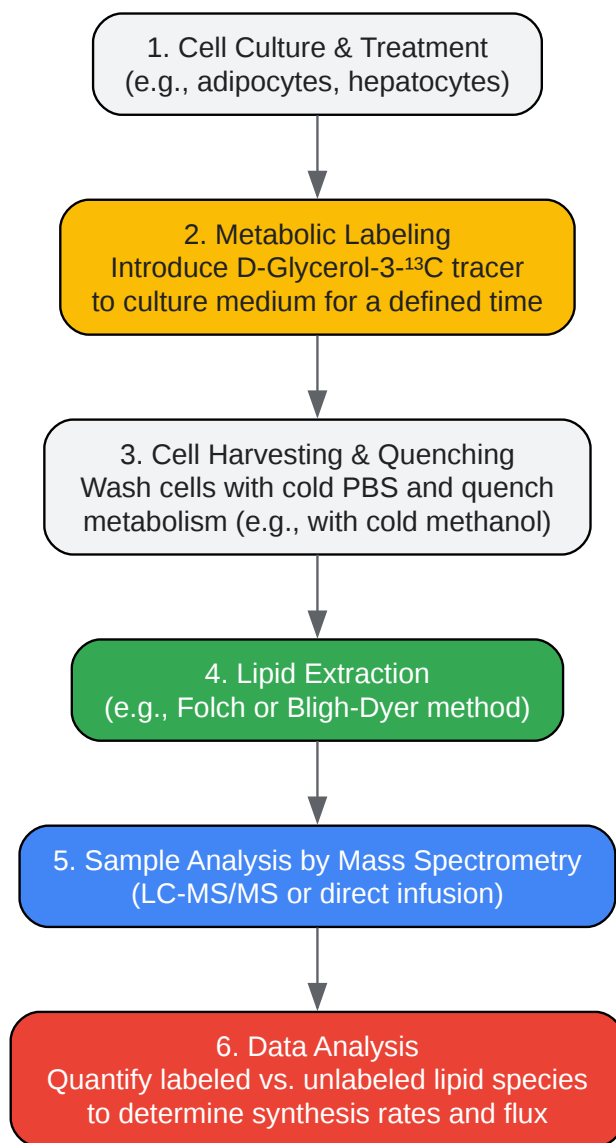 1. Cell Culture & Treatment
(e.g., adipocytes, hepatocytes)
2. Metabolic Labeling
Introduce D-Glycerol-3-¹³C tracer
to culture medium for a defined time
3. Cell Harvesting & Quenching
Wash cells with cold PBS and quench
metabolism (e.g., with cold methanol)
4. Lipid Extraction
(e.g., Folch or Bligh-Dyer method)
5. Sample Analysis by Mass Spectrometry
(LC-MS/MS or direct infusion)
6. Data Analysis
Quantify labeled vs. unlabeled lipid species
to determine synthesis rates and flux